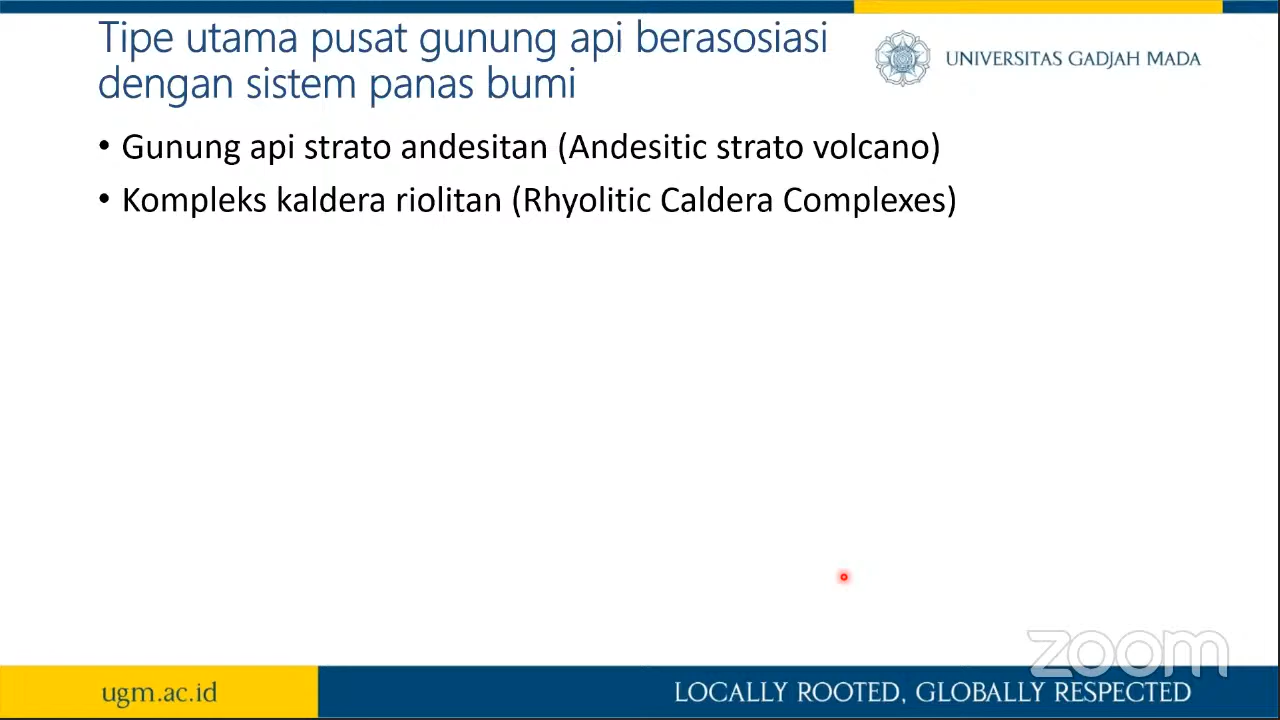 Tipe utama pusat gunung api berasosiasi
dengan sistem panas bumi
UNIVERSITAS GADJAH MADA
• Gunung api strato andesitan (Andesitic strato volcano)
• Kompleks kaldera riolitan (Rhyolitic Caldera Complexes)
zoom
ugm.ac.id
LOCALLY ROOTED, GLOBALLY RESPECTED